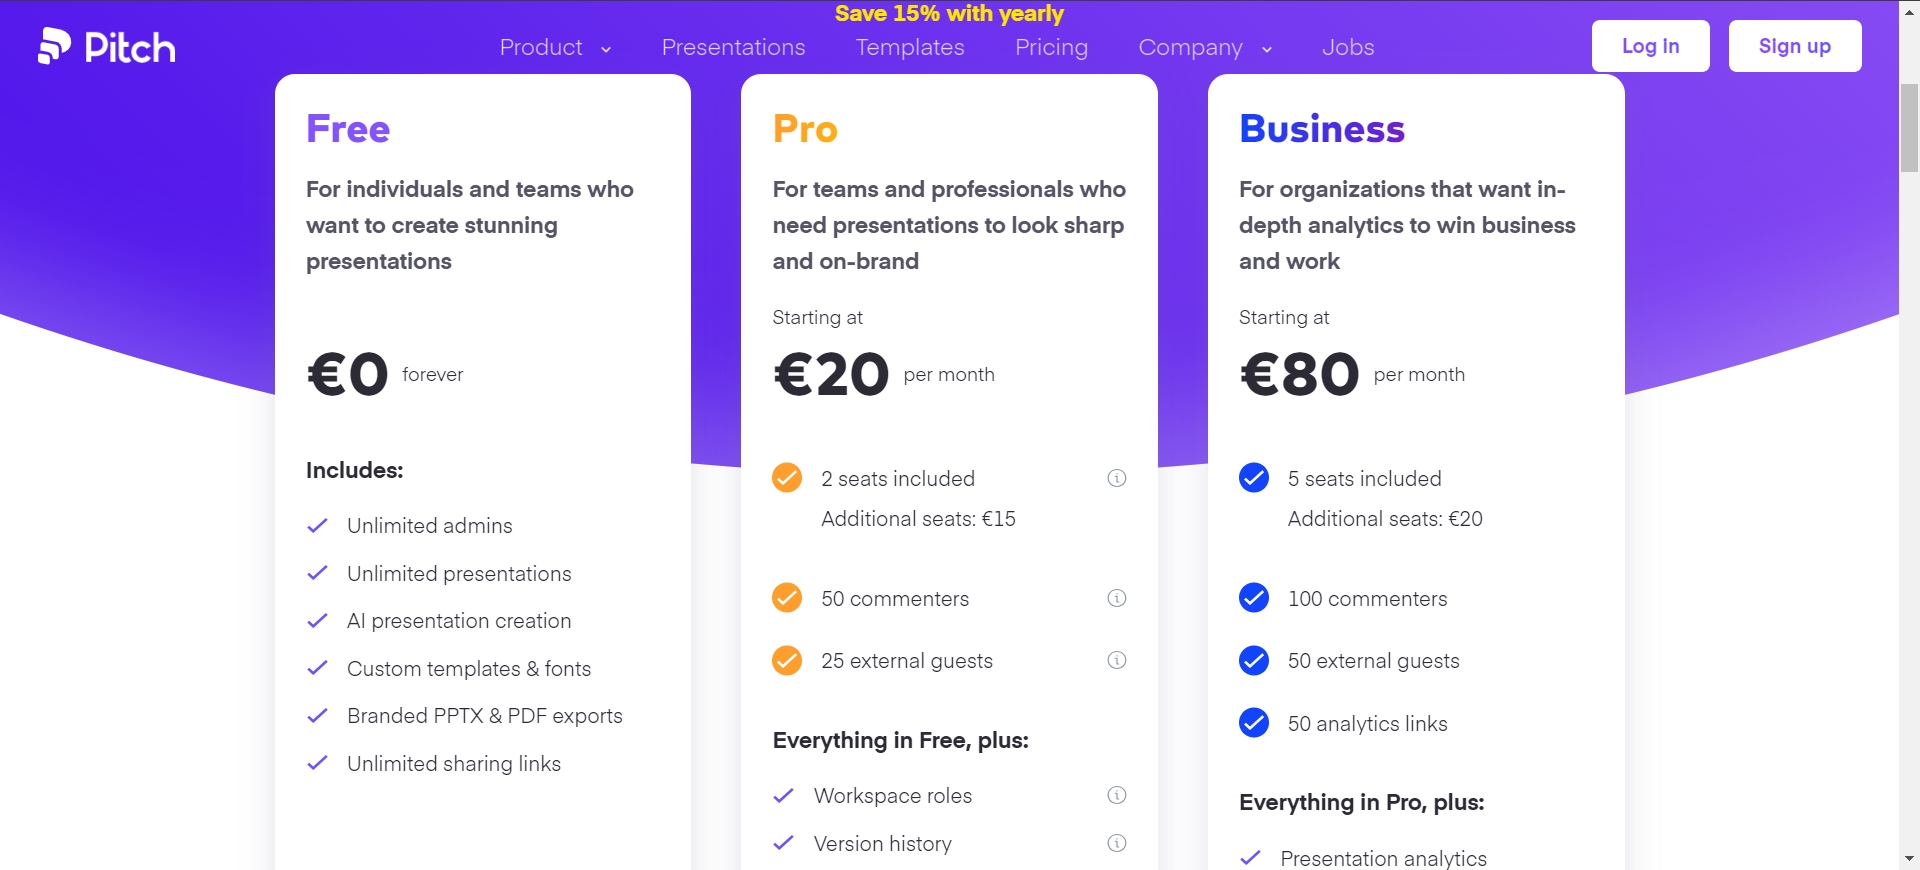 Save 15% with yearly
Pitch
Product
Presentations
Templates
Pricing
Company
Jobs
Log in
Sign up
Free
For individuals and teams who
want to create stunning
presentations
€0 forever
Includes:
Unlimited admins
Unlimited presentations
AI presentation creation
Custom templates & fonts
Branded PPTX & PDF exports
Unlimited sharing links
Pro
For teams and professionals who
need presentations to look sharp
and on-brand
Starting at
€20 per month
2 seats included
Additional seats: €15
50 commenters
25 external guests
Everything in Free, plus:
Workspace roles
Version history
Business
For organizations that want in-
depth analytics to win business
and work
Starting at
€80 per month
5 seats included
Additional seats: €20
100 commenters
50 external guests
50 analytics links
Everything in Pro, plus:
Presentation analytics